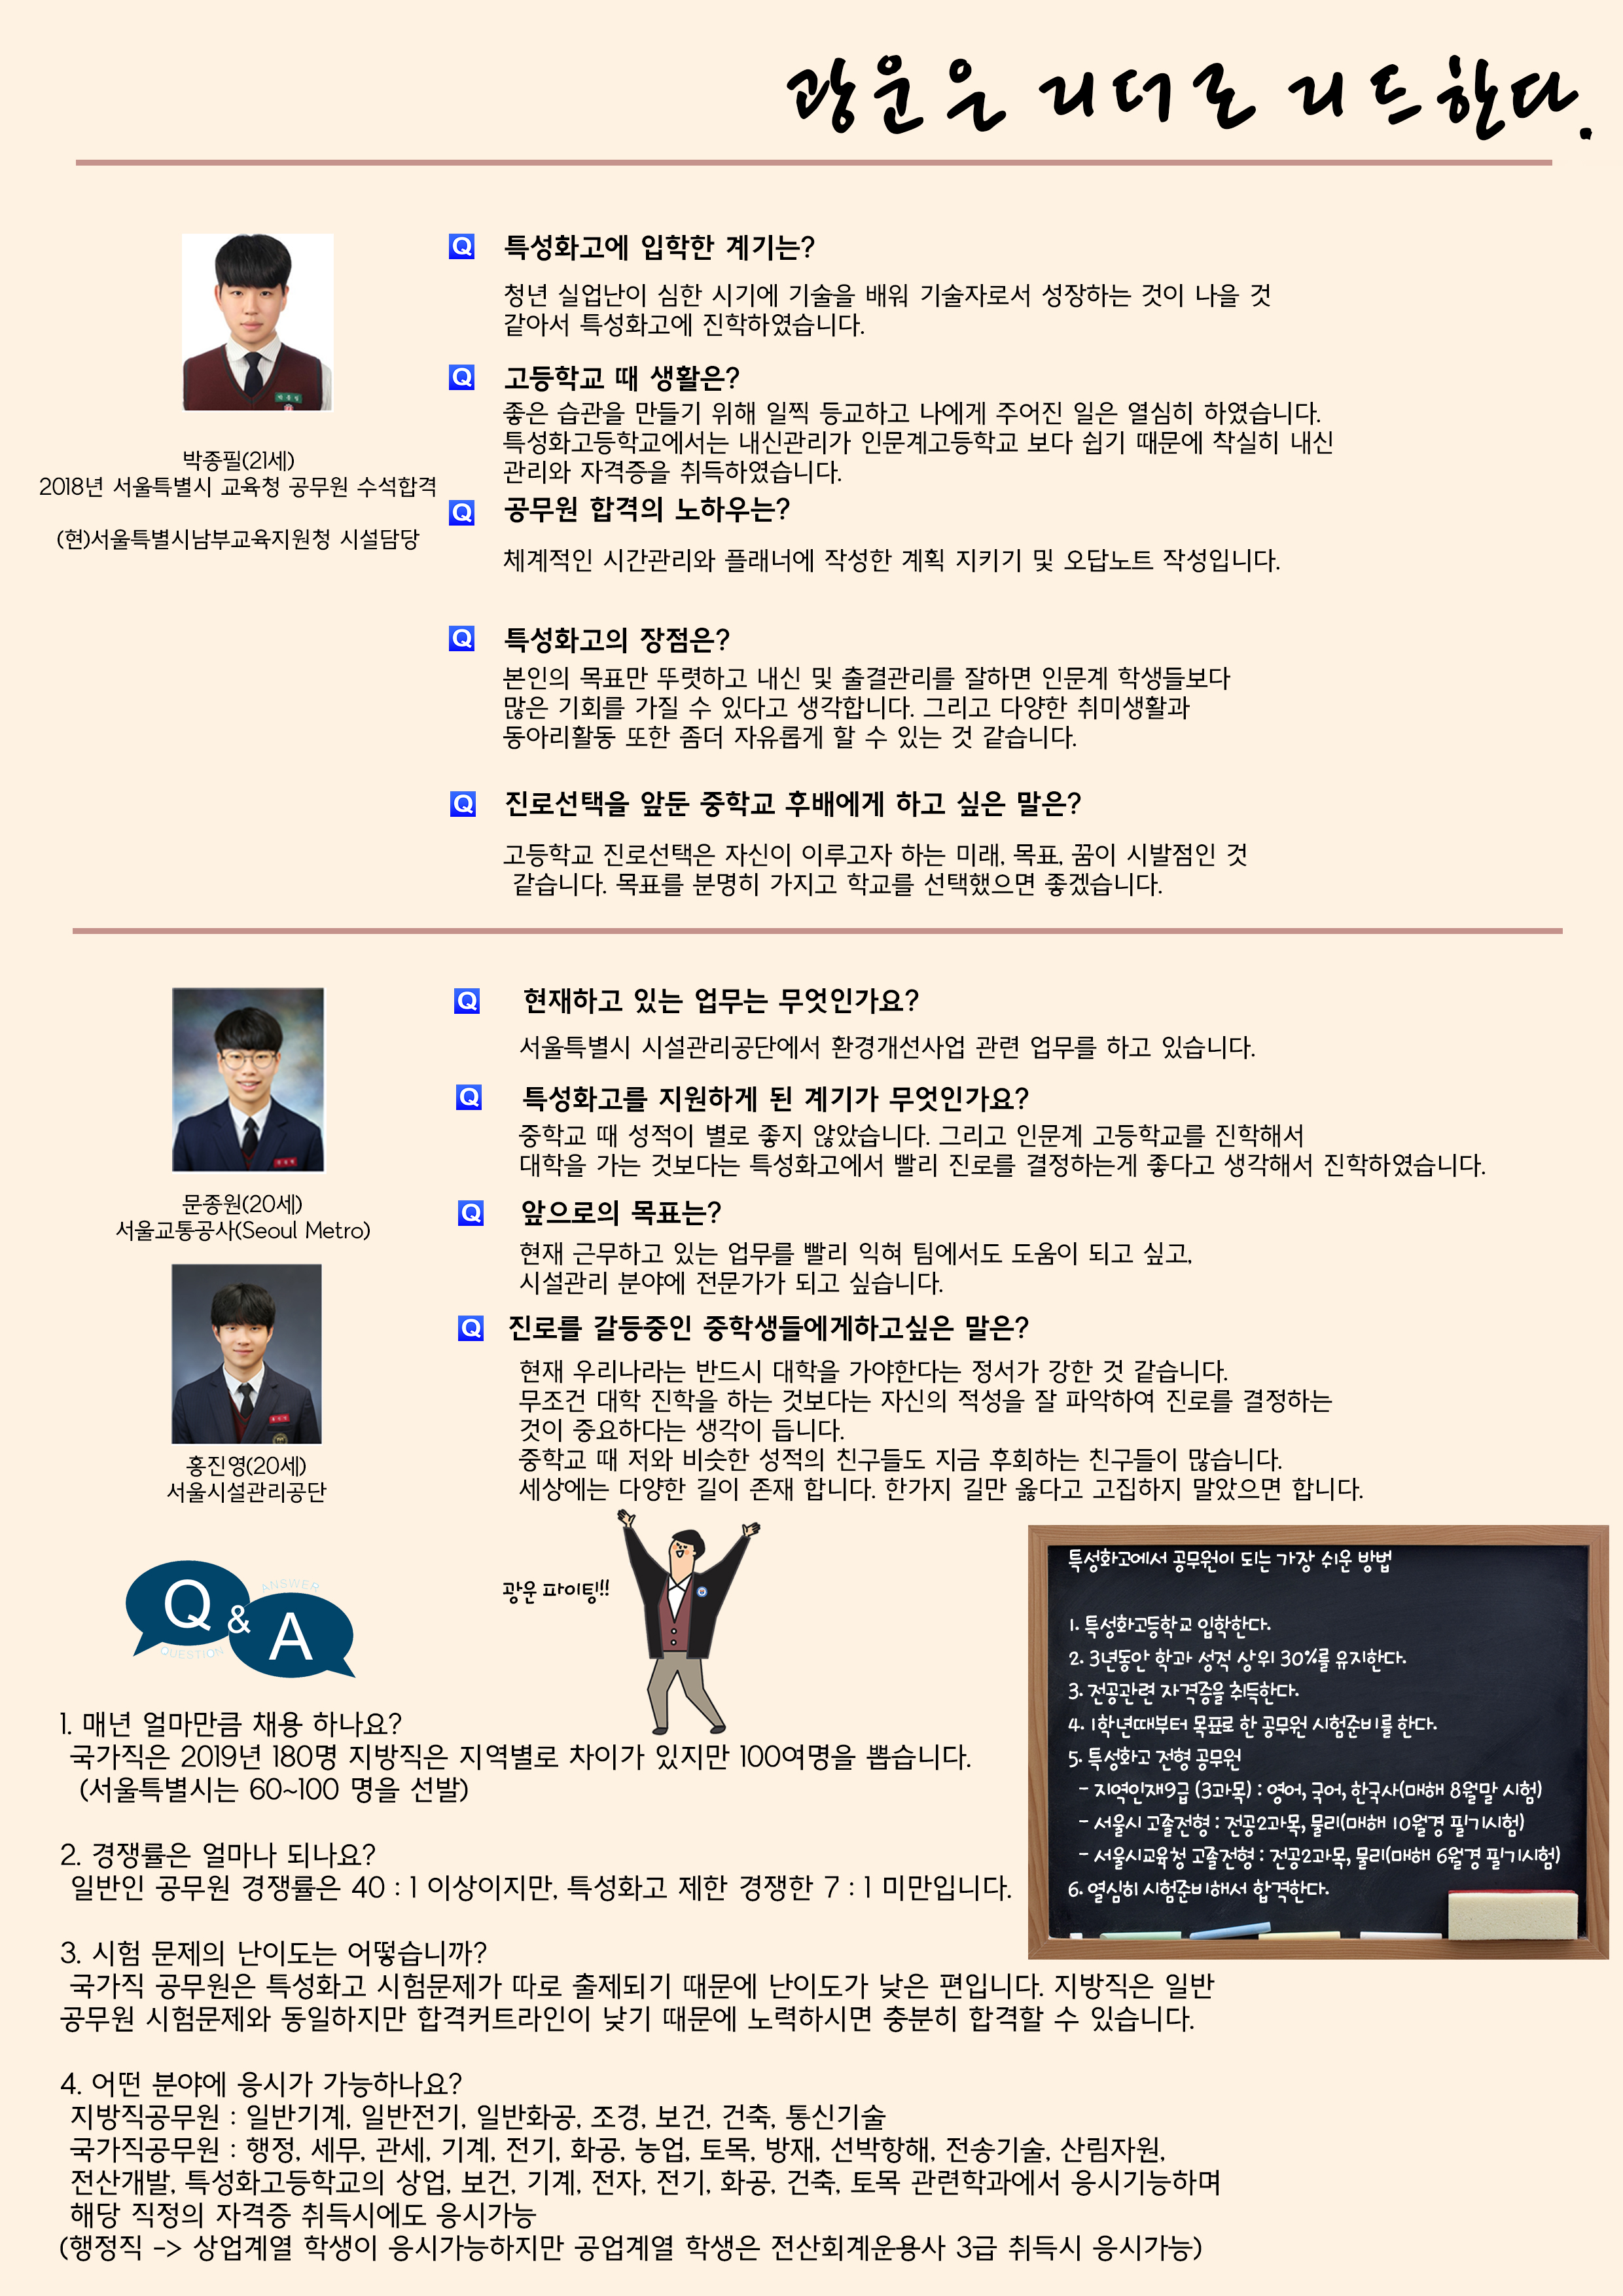 광운은 리더로 리드한다.
Q 특성화고에 입학한 계기는?
청년 실업난이 심한 시기에 기술을 배워 기술자로서 성장하는 것이 나을 것
같아서 특성화고에 진학하였습니다.
Q 고등학교 때 생활은?
좋은 습관을 만들기 위해 일찍 등교하고 나에게 주어진 일은 열심히 하였습니다.
특성화고등학교에서는 내신관리가 인문계고등학교 보다 쉽기 때문에 착실히 내신
관리와 자격증을 취득하였습니다.
박종필(21세)
2018년 서울특별시 교육청 공무원 수석합격
(현)서울특별시남부교육지원청 시설담당
Q 공무원 합격의 노하우는?
체계적인 시간관리와 플래너에 작성한 계획 지키기 및 오답노트 작성입니다.
Q 특성화고의 장점은?
본인의 목표만 뚜렷하고 내신 및 출결관리를 잘하면 인문계 학생들보다
많은 기회를 가질 수 있다고 생각합니다. 그리고 다양한 취미생활과
동아리활동 또한 좀더 자유롭게 할 수 있는 것 같습니다.
Q 진로선택을 앞둔 중학교 후배에게 하고 싶은 말은?
고등학교 진로선택은 자신이 이루고자 하는 미래, 목표, 꿈이 시발점인 것
같습니다. 목표를 분명히 가지고 학교를 선택했으면 좋겠습니다.
Q 현재하고 있는 업무는 무엇인가요?
서울특별시 시설관리공단에서 환경개선사업 관련 업무를 하고 있습니다.
Q 특성화고를 지원하게 된 계기가 무엇인가요?
중학교 때 성적이 별로 좋지 않았습니다. 그리고 인문계 고등학교를 진학해서
대학을 가는 것보다는 특성화고에서 빨리 진로를 결정하는게 좋다고 생각해서 진학하였습니다.
문종원(20세)
서울교통공사(Seoul Metro)
Q 앞으로의 목표는?
현재 근무하고 있는 업무를 빨리 익혀 팀에서도 도움이 되고 싶고,
시설관리 분야에 전문가가 되고 싶습니다.
Q 진로를 갈등중인 중학생들에게하고싶은 말은?
현재 우리나라는 반드시 대학을 가야한다는 정서가 강한 것 같습니다.
무조건 대학 진학을 하는 것보다는 자신의 적성을 잘 파악하여 진로를 결정하는
것이 중요하다는 생각이 듭니다.
중학교 때 저와 비슷한 성적의 친구들도 지금 후회하는 친구들이 많습니다.
세상에는 다양한 길이 존재 합니다. 한가지 길만 옳다고 고집하지 말았으면 합니다.
홍진영(20세)
서울시설관리공단
Q & A
ANSWER
QUESTION
광운 파이팅!!
특성화고에서 공무원이 되는 가장 쉬운 방법
1. 특성화고등학교 입학한다.
2. 3년동안 학과 성적 상위 30%를 유지한다.
3. 전공관련 자격증을 취득한다.
4. 1학년때부터 목표로 한 공무원 시험준비를 한다.
5. 특성화고 전형 공무원
- 지역인재9급 (3과목) : 영어, 국어, 한국사(매해 8월말 시험)
- 서울시 고졸전형 : 전공2과목, 물리(매해 10월경 필기시험)
- 서울시교육청 고졸전형 : 전공2과목, 물리(매해 6월경 필기시험)
6. 열심히 시험준비해서 합격한다.
1. 매년 얼마만큼 채용 하나요?
국가직은 2019년 180명 지방직은 지역별로 차이가 있지만 100여명을 뽑습니다.
(서울특별시는 60~100 명을 선발)
2. 경쟁률은 얼마나 되나요?
일반인 공무원 경쟁률은 40 : 1 이상이지만, 특성화고 제한 경쟁한 7 : 1 미만입니다.
3. 시험 문제의 난이도는 어떻습니까?
국가직 공무원은 특성화고 시험문제가 따로 출제되기 때문에 난이도가 낮은 편입니다. 지방직은 일반
공무원 시험문제와 동일하지만 합격커트라인이 낮기 때문에 노력하시면 충분히 합격할 수 있습니다.
4. 어떤 분야에 응시가 가능하나요?
지방직공무원 : 일반기계, 일반전기, 일반화공, 조경, 보건, 건축, 통신기술
국가직공무원 : 행정, 세무, 관세, 기계, 전기, 화공, 농업, 토목, 방재, 선박항해, 전송기술, 산림자원,
전산개발, 특성화고등학교의 상업, 보건, 기계, 전자, 전기, 화공, 건축, 토목 관련학과에서 응시기능하며
해당 직정의 자격증 취득시에도 응시가능
(행정직 -> 상업계열 학생이 응시가능하지만 공업계열 학생은 전산회계운용사 3급 취득시 응시가능)